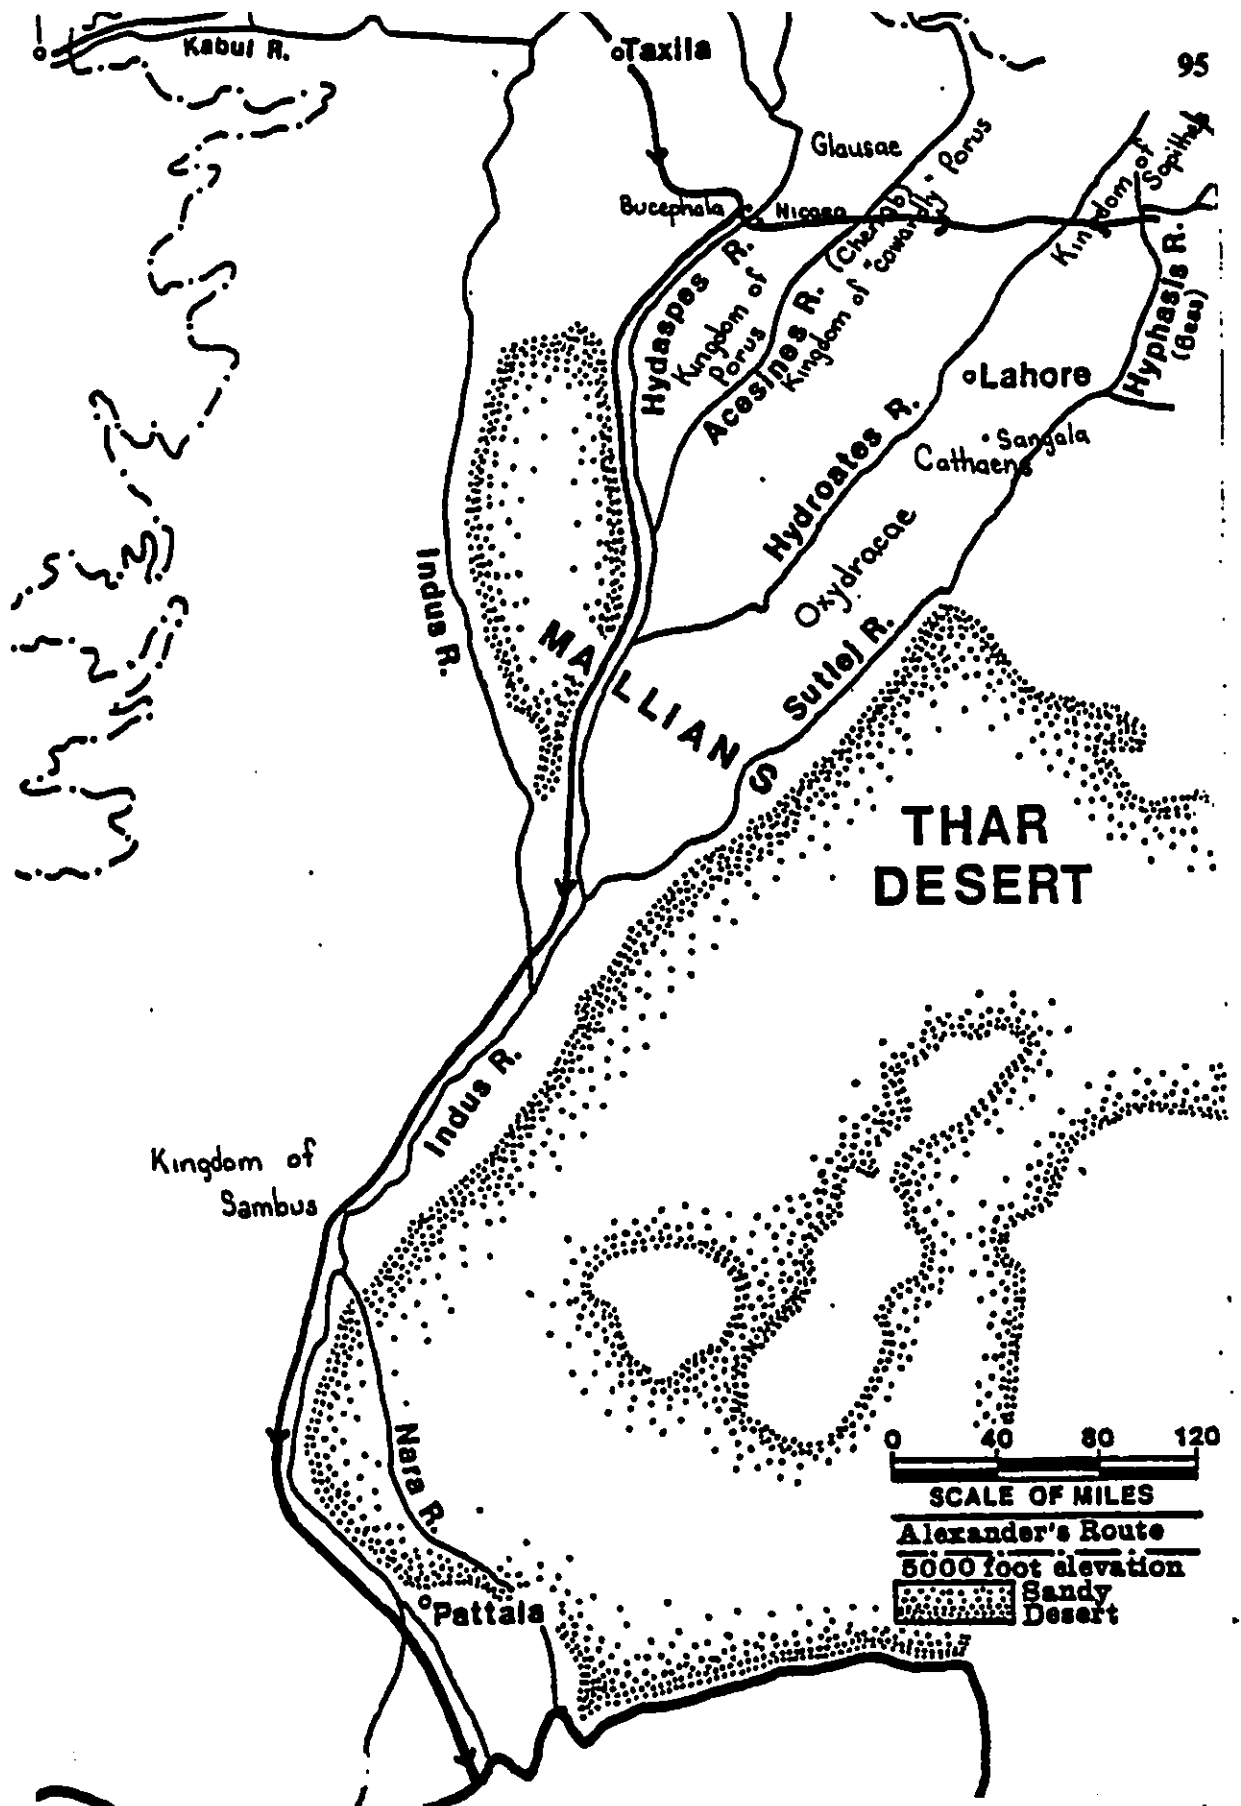 95
Kabul R.
Taxila
Glausae
Bucephala
Nicaea
Kingdom of
Sopithes
Kingdom of "cowardly" Porus
(Chenab)
Hydaspes R.
Kingdom of
Porus
Acesines R.
Hyphasis R.
(Beas)
Lahore
Hydroates R.
Sangala
Cathaens
Oxydracae
Indus R.
MALLIANS
Sutlej R.
THAR
DESERT
Indus R.
Kingdom of
Sambus
Nara R.
Pattala
0 40 80 120
SCALE OF MILES
Alexander's Route
5000 foot elevation
Sandy
Desert